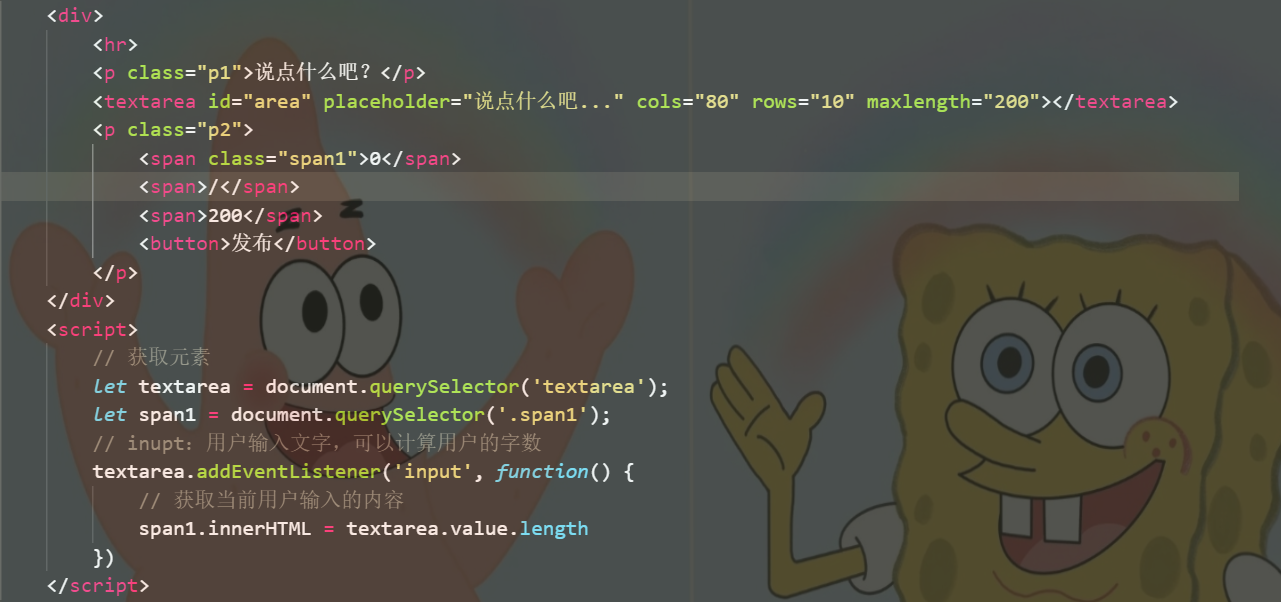 <div>
<hr>
<p class="p1">说点什么吧？</p>
<textarea id="area" placeholder="说点什么吧..." cols="80" rows="10" maxlength="200"></textarea>
<p class="p2">
<span class="span1">0</span>
<span>/</span>
<span>200</span>
<button>发布</button>
</p>
</div>
<script>
// 获取元素
let textarea = document.querySelector('textarea');
let span1 = document.querySelector('.span1');
// inupt：用户输入文字，可以计算用户的字数
textarea.addEventListener('input', function() {
// 获取当前用户输入的内容
span1.innerHTML = textarea.value.length
})
</script>